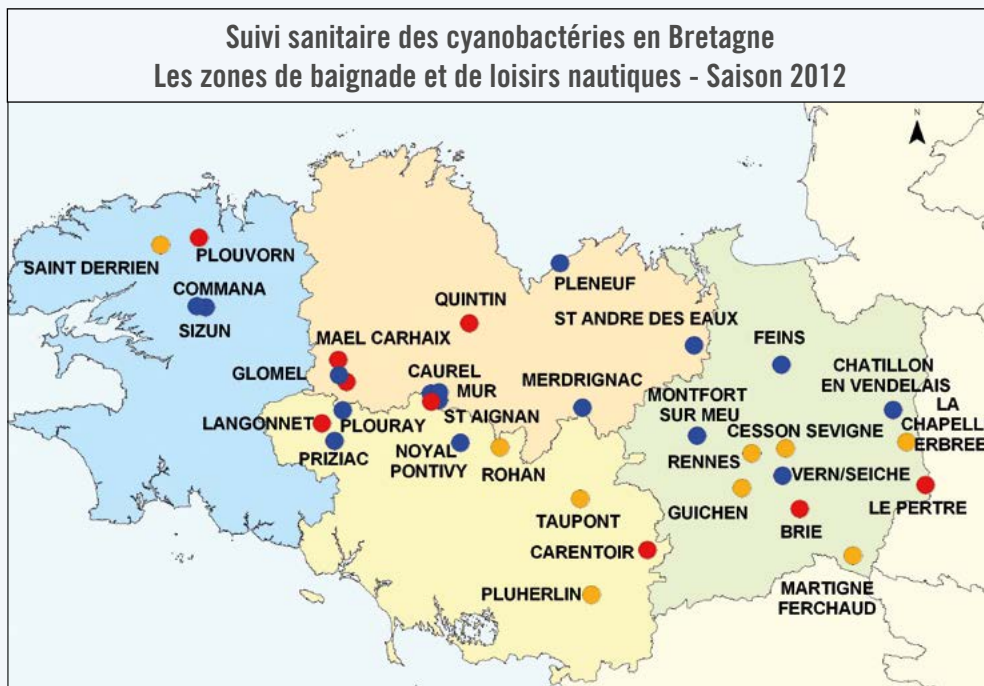 Suivi sanitaire des cyanobactéries en Bretagne
Les zones de baignade et de loisirs nautiques - Saison 2012
N
PLOUVORN
SAINT DERRIEN
COMMANA
SIZUN
PLENEUF
QUINTIN
ST ANDRE DES EAUX
MAEL CARHAIX
FEINS
GLOMEL
CAUREL
MUR
MERDRIGNAC
CHATILLON
EN VENDELAIS
MONTFORT
SUR MEU
LA
CHAPELL
ERBREE
LANGONNET
PLOURAY
ST AIGNAN
CESSON SEVIGNE
PRIZIAC
NOYAL
PONTIVY
ROHAN
RENNES
VERN/SEICHE
GUICHEN
LE PERTRE
TAUPONT
BRIE
CARENTOIR
PLUHERLIN
MARTIGNE
FERCHAUD